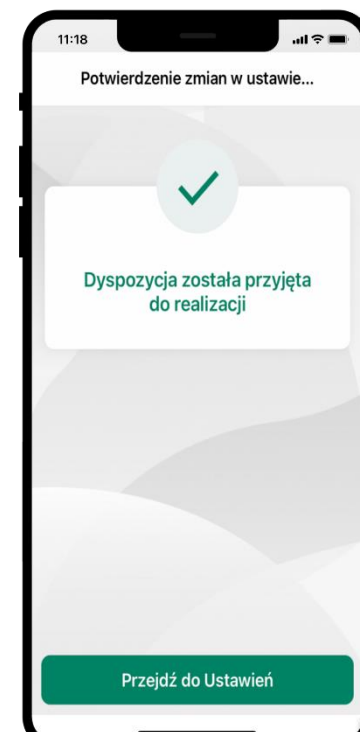 11:18
Potwierdzenie zmian w ustawie...
Dyspozycja została przyjęta
do realizacji
Przejdź do Ustawień